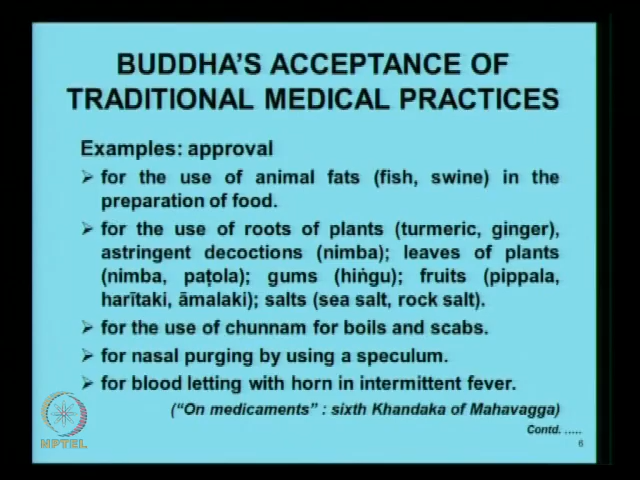 BUDDHA'S ACCEPTANCE OF
TRADITIONAL MEDICAL PRACTICES
Examples: approval
➢ for the use of animal fats (fish, swine) in the
preparation of food.
➢ for the use of roots of plants (turmeric, ginger),
astringent decoctions (nimba); leaves of plants
(nimba, paṭola); gums (hiṅgu); fruits (pippala,
harītaki, āmalaki); salts (sea salt, rock salt).
➢ for the use of chunnam for boils and scabs.
➢ for nasal purging by using a speculum.
➢ for blood letting with horn in intermittent fever.
("On medicaments" : sixth Khandaka of Mahavagga)
Contd. .....
6
NPTEL